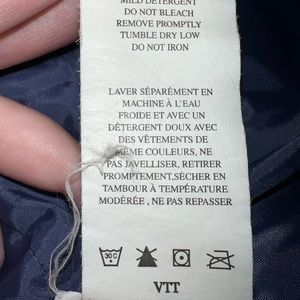 MILD DETERGENT
DO NOT BLEACH
REMOVE PROMPTLY
TUMBLE DRY LOW
DO NOT IRON
LAVER SÉPARÉMENT EN
MACHINE À L'EAU
FROIDE ET AVEC UN
DÉTERGENT DOUX AVEC
DES VÊTEMENTS DE
MÊME COULEURS, NE
PAS JAVELLISER, RETIRER
PROMPTEMENT,SÉCHER EN
TAMBOUR À TEMPÉRATURE
MODÉRÉE , NE PAS REPASSER
30C
VTT